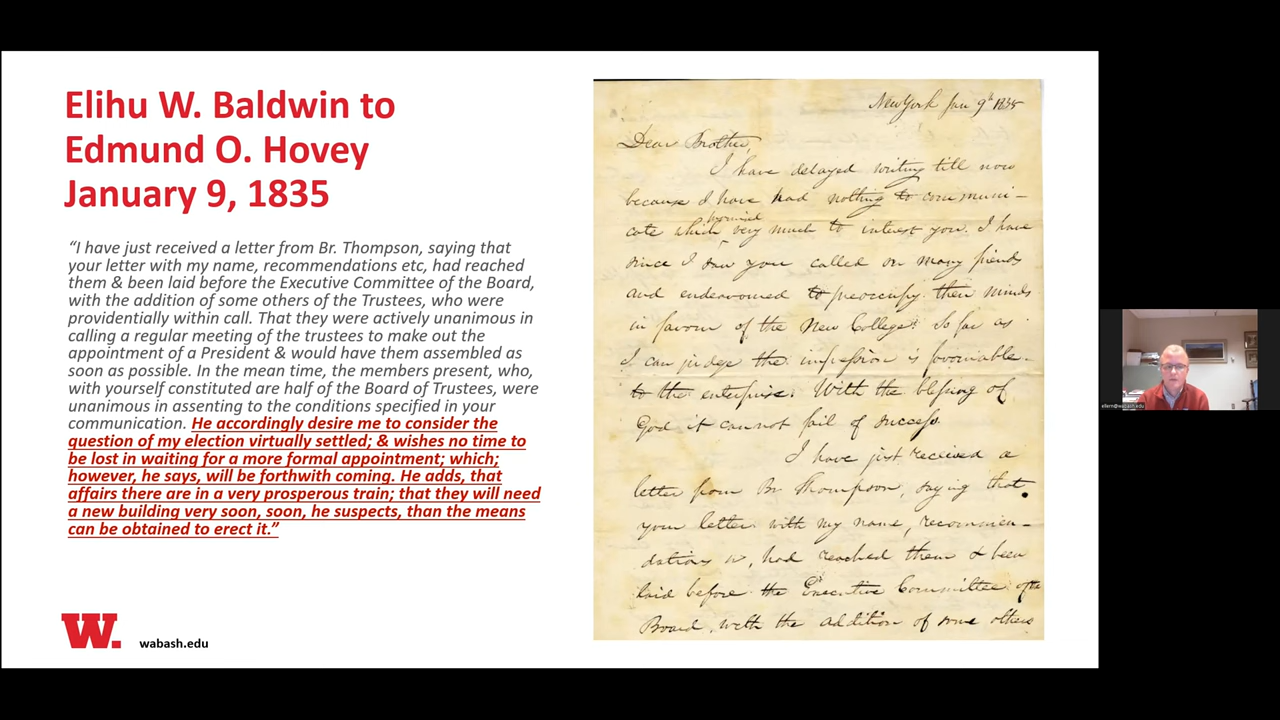 Elihu W. Baldwin to
Edmund O. Hovey
January 9, 1835
“I have just received a letter from Br. Thompson, saying that
your letter with my name, recommendations etc, had reached
them & been laid before the Executive Committee of the Board,
with the addition of some others of the Trustees, who were
providentially within call. That they were actively unanimous in
calling a regular meeting of the trustees to make out the
appointment of a President & would have them assembled as
soon as possible. In the mean time, the members present, who,
with yourself constituted are half of the Board of Trustees, were
unanimous in assenting to the conditions specified in your
communication. He accordingly desire me to consider the
question of my election virtually settled; & wishes no time to
be lost in waiting for a more formal appointment; which;
however, he says, will be forthwith coming. He adds, that
affairs there are in a very prosperous train; that they will need
a new building very soon, soon, he suspects, than the means
can be obtained to erect it.”
W.
wabash.edu
New York Jan 9th 1835
Dear Brother,
I have delayed writing till now
because I have had nothing to communi-
cate which very much to interest you. I have
since I saw you called on many friends
and endeavoured to preoccupy their minds
in favour of the New College. So far as
I can judge the impression is favourable
to the enterprise. With the blessing of
God it cannot fail of success.
I have just received a
letter from Br Thompson, saying that
your letter with my name, recommen-
dations had reached them & been
laid before the Executive Committee of the
Board, with the addition of some others
ellern@wabash.edu